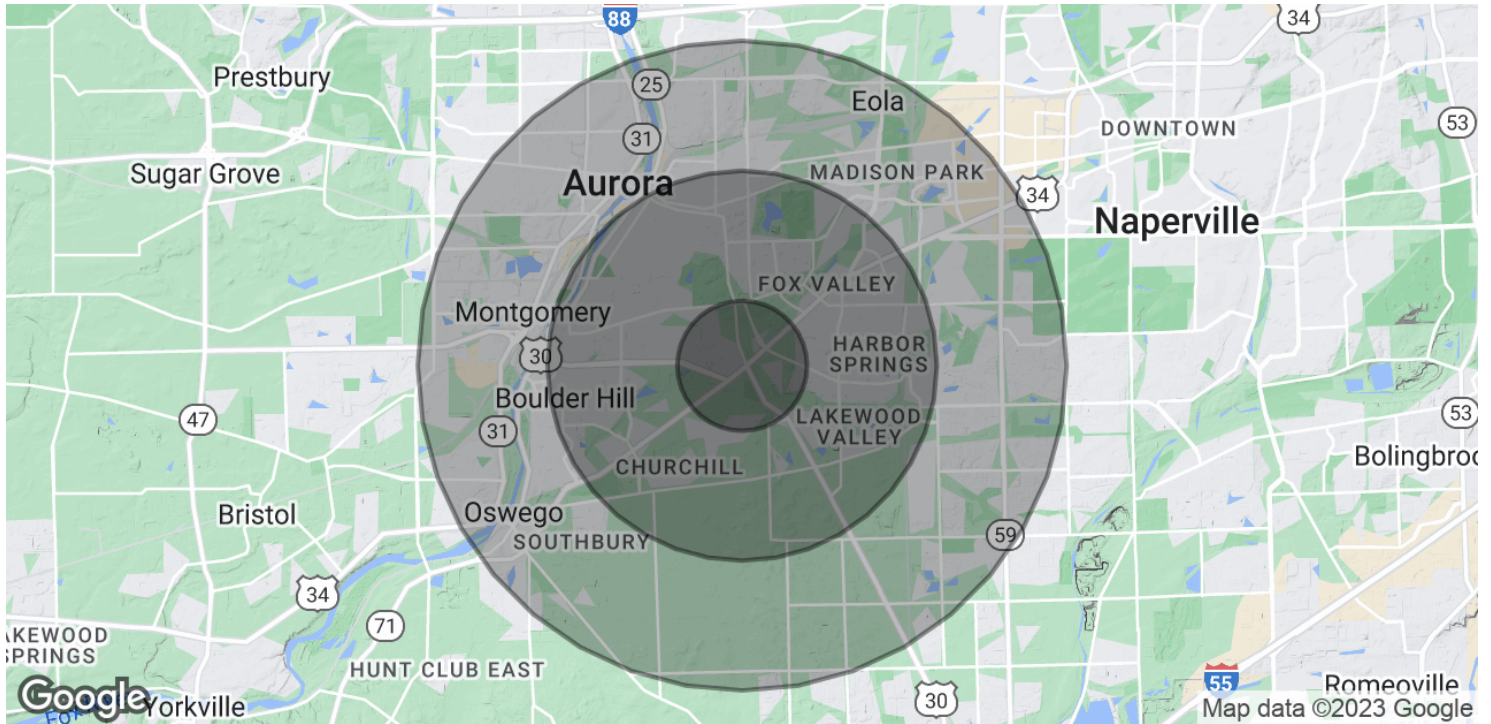 88
34
Prestbury
25
Eola
31
DOWNTOWN
53
Sugar Grove
Aurora
MADISON PARK
34
Naperville
FOX VALLEY
Montgomery
30
HARBOR
SPRINGS
Boulder Hill
47
31
LAKEWOOD
VALLEY
53
CHURCHILL
Bolingbroo
Bristol
Oswego
SOUTHBURY
59
34
71
AKEWOOD
SPRINGS
HUNT CLUB EAST
30
55
Romeoville
Google
Fox
Yorkville
Map data ©2023 Google